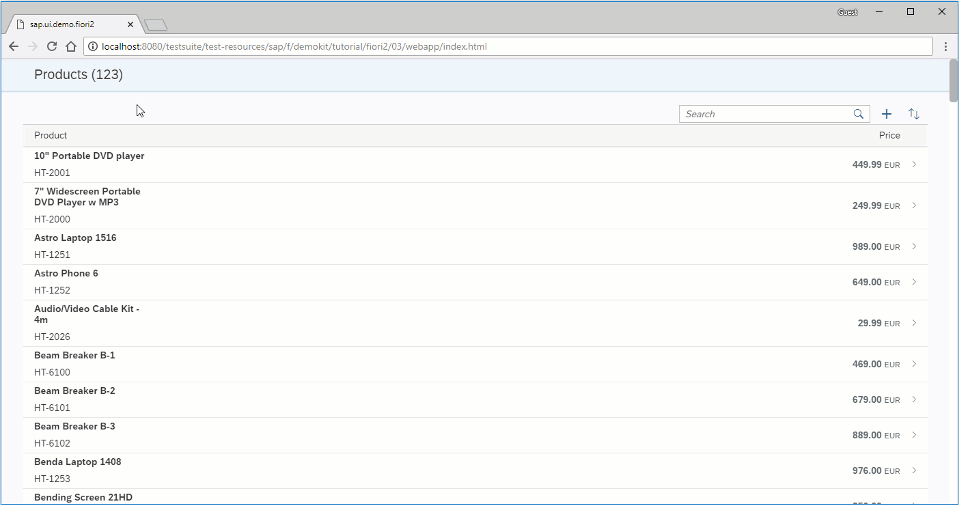 sap.ui.demo.fiori2
Guest
localhost:8080/testsuite/test-resources/sap/f/demokit/tutorial/fiori2/03/webapp/index.html
Products (123)
Search
Product Price
10" Portable DVD player
HT-2001
449.99 EUR
7" Widescreen Portable
DVD Player w MP3
HT-2000
249.99 EUR
Astro Laptop 1516
HT-1251
989.00 EUR
Astro Phone 6
HT-1252
649.00 EUR
Audio/Video Cable Kit -
4m
HT-2026
29.99 EUR
Beam Breaker B-1
HT-6100
469.00 EUR
Beam Breaker B-2
HT-6101
679.00 EUR
Beam Breaker B-3
HT-6102
889.00 EUR
Benda Laptop 1408
HT-1253
976.00 EUR
Bending Screen 21HD